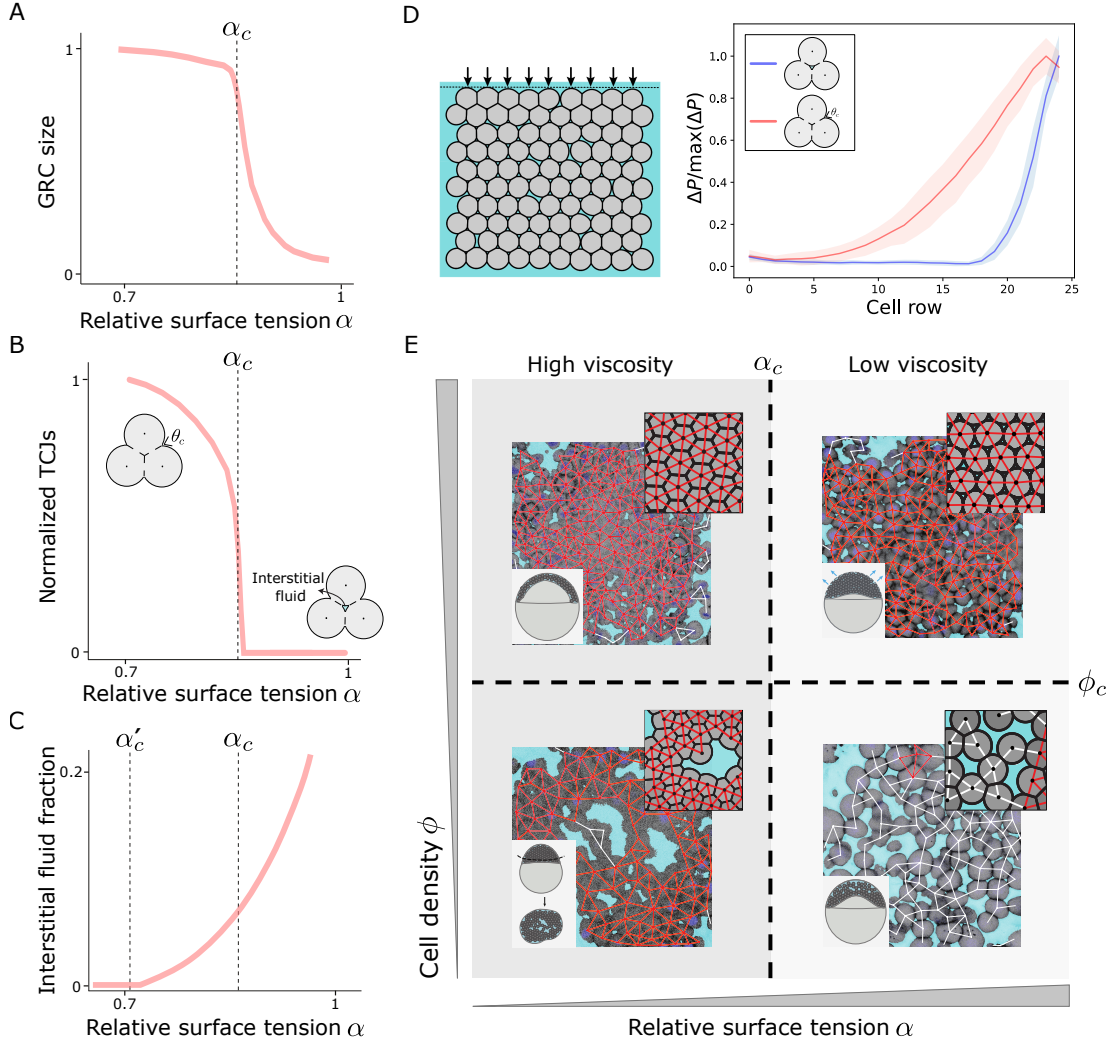 A
α_c
1
GRC size
0
0.7
1
Relative surface tension α
B
α_c
1
Normalized TCJs
θ_c
Interstitial
fluid
0
0.7
1
Relative surface tension α
C
α′_c
α_c
0.2
Interstitial fluid fraction
0
0.7
1
Relative surface tension α
D
ΔP/max(ΔP)
1.0
0.8
0.6
0.4
0.2
0.0
θ_c
0
5
10
15
20
25
Cell row
E
High viscosity
α_c
Low viscosity
ϕ_c
Cell density ϕ
Relative surface tension α